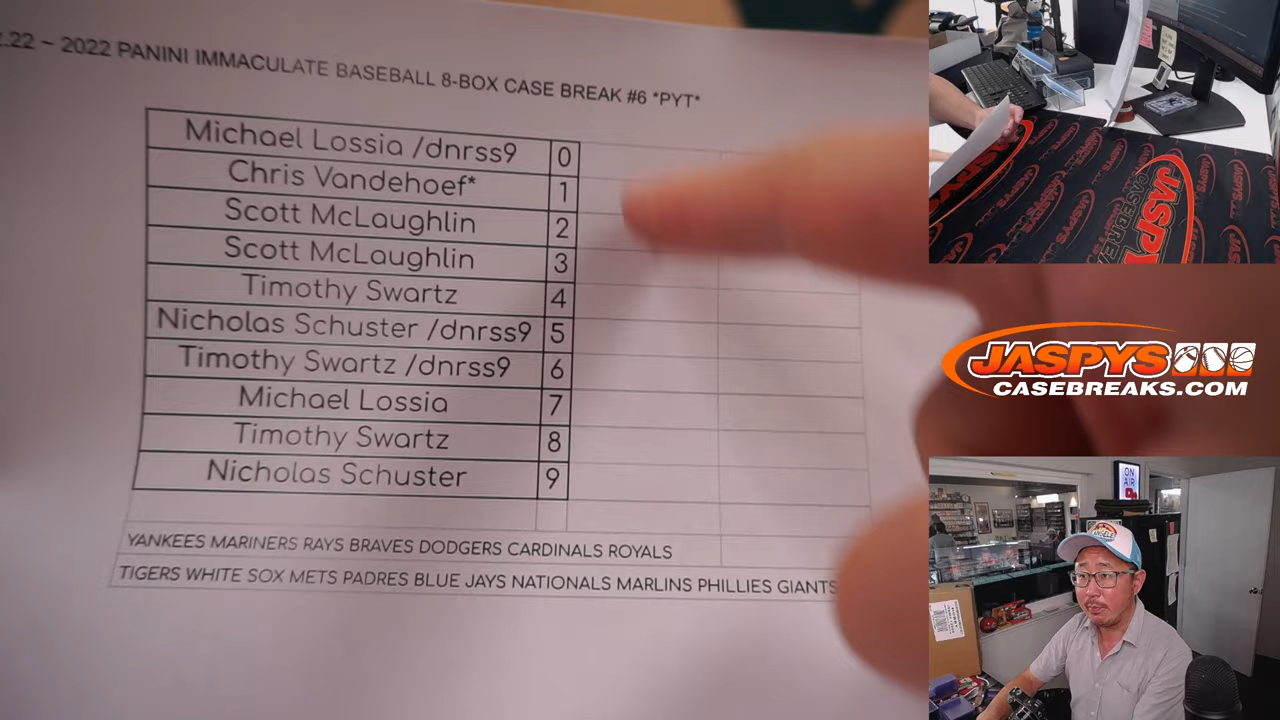 .22 – 2022 PANINI IMMACULATE BASEBALL 8-BOX CASE BREAK #6 *PYT*
Michael Lossia /dnrss9 0
Chris Vandehoef* 1
Scott McLaughlin 2
Scott McLaughlin 3
Timothy Swartz 4
Nicholas Schuster /dnrss9 5
Timothy Swartz /dnrss9 6
Michael Lossia 7
Timothy Swartz 8
Nicholas Schuster 9
YANKEES MARINERS RAYS BRAVES DODGERS CARDINALS ROYALS
TIGERS WHITE SOX METS PADRES BLUE JAYS NATIONALS MARLINS PHILLIES GIANTS
JASPYS
CASEBREAKS.COM
ON
AIR